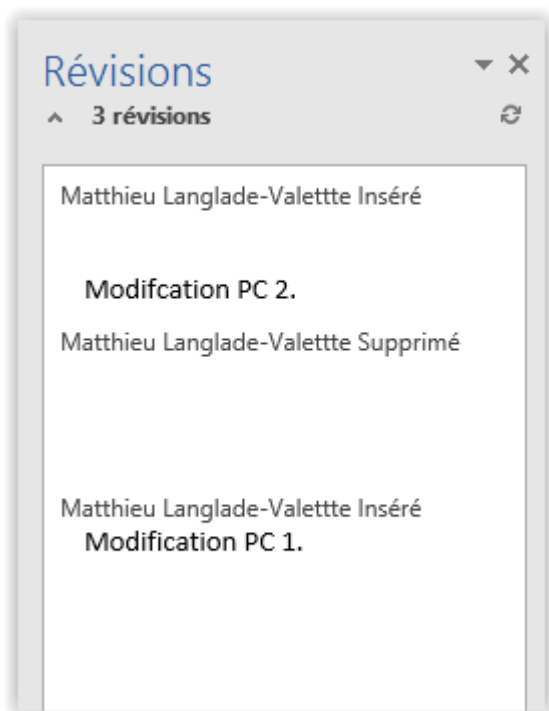 Révisions
3 révisions
Matthieu Langlade-Valettte Inséré
Modifcation PC 2.
Matthieu Langlade-Valettte Supprimé
Matthieu Langlade-Valettte Inséré
Modification PC 1.